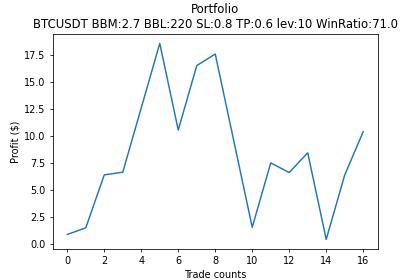 Portfolio
BTCUSDT BBM:2.7 BBL:220 SL:0.8 TP:0.6 lev:10 WinRatio:71.0
Profit ($)
17.5
15.0
12.5
10.0
7.5
5.0
2.5
0.0
0 2 4 6 8 10 12 14 16
Trade counts